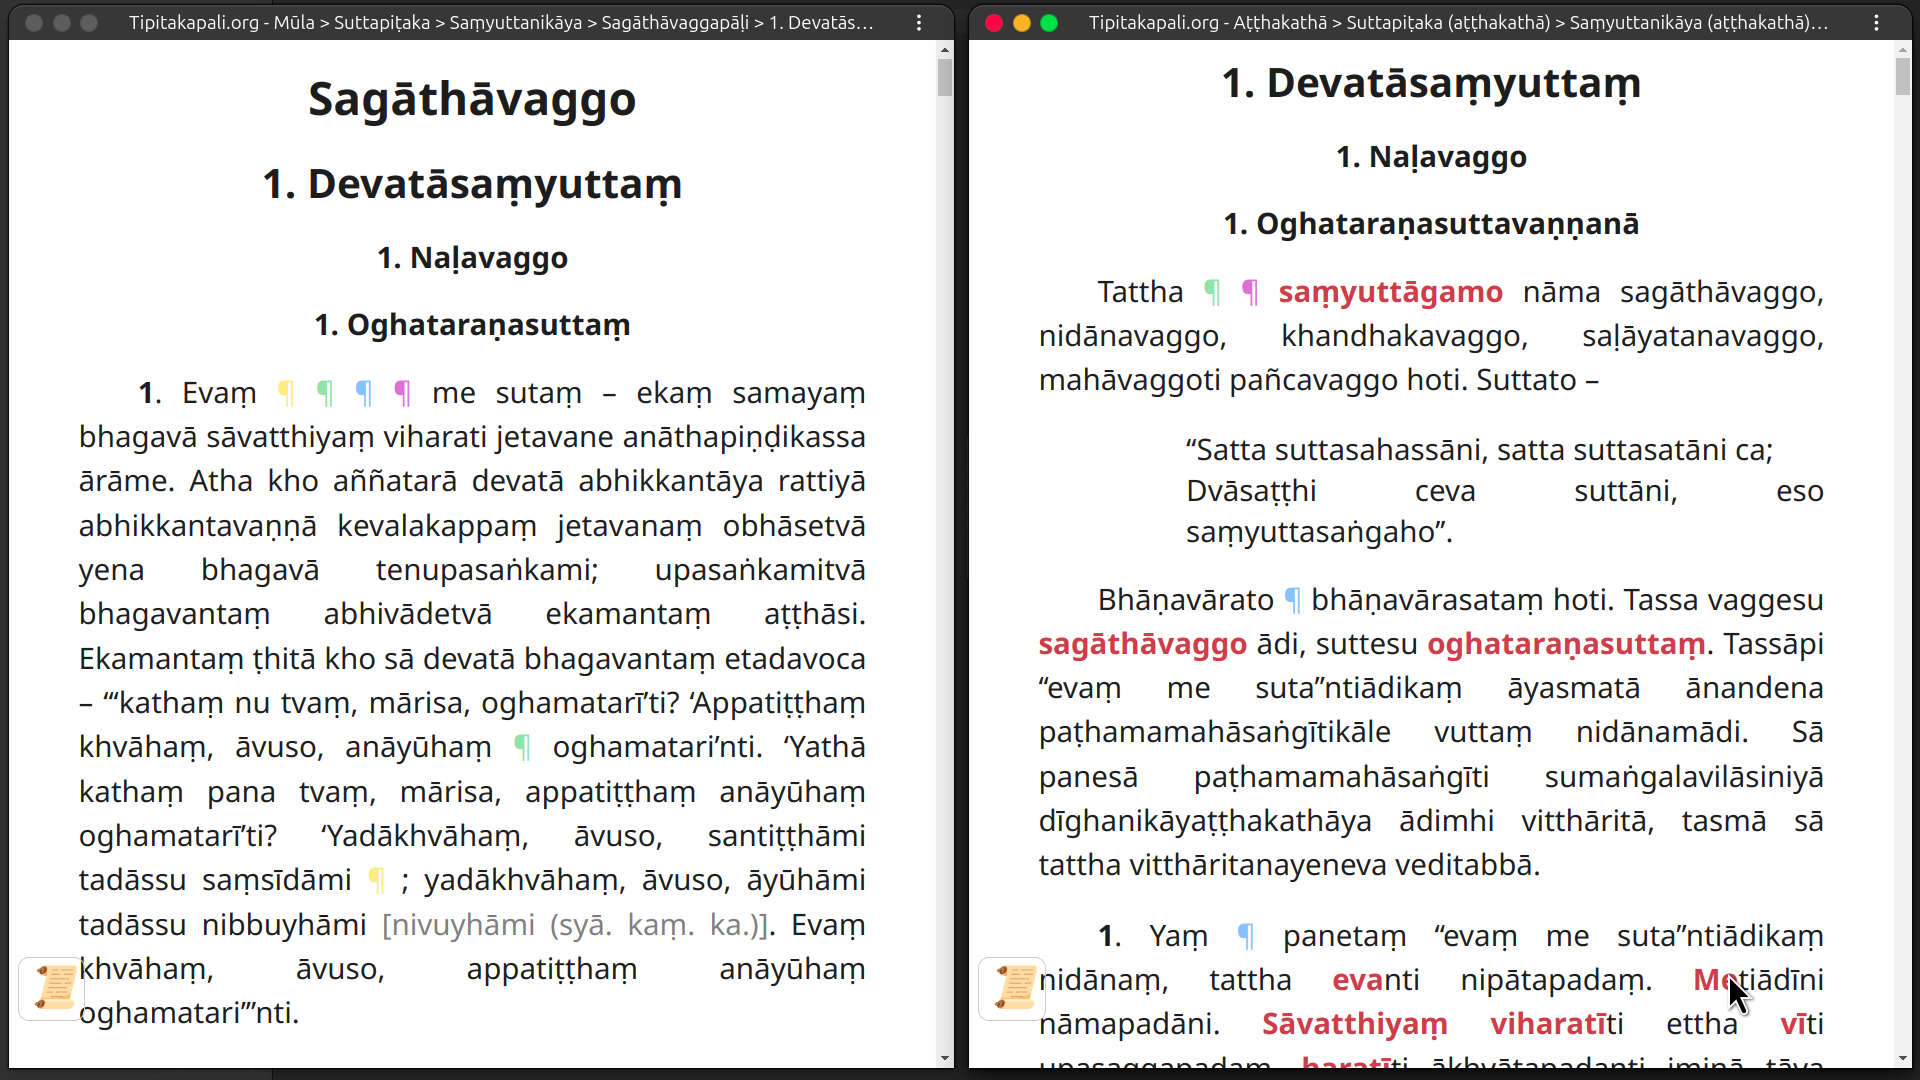 Tipitakapali.org - Mūla > Suttapiṭaka > Saṃyuttanikāya > Sagāthāvaggapāḷi > 1. Devatās...
Sagāthāvaggo
1. Devatāsaṃyuttaṃ
1. Naḷavaggo
1. Oghataraṇasuttaṃ
1. Evaṃ ¶ ¶ ¶ ¶ me sutaṃ – ekaṃ samayaṃ
bhagavā sāvatthiyaṃ viharati jetavane anāthapiṇḍikassa
ārāme. Atha kho aññatarā devatā abhikkantāya rattiyā
abhikkantavaṇṇā kevalakappaṃ jetavanaṃ obhāsetvā
yena bhagavā tenupasaṅkami; upasaṅkamitvā
bhagavantaṃ abhivādetvā ekamantaṃ aṭṭhāsi.
Ekamantaṃ ṭhitā kho sā devatā bhagavantaṃ etadavoca
– “‘kathaṃ nu tvaṃ, mārisa, oghamatarī’ti? ‘Appatiṭṭhaṃ
khvāhaṃ, āvuso, anāyūhaṃ ¶ oghamatari’nti. ‘Yathā
kathaṃ pana tvaṃ, mārisa, appatiṭṭhaṃ anāyūhaṃ
oghamatarī’ti? ‘Yadākhvāhaṃ, āvuso, santiṭṭhāmi
tadāssu saṃsīdāmi ¶ ; yadākhvāhaṃ, āvuso, āyūhāmi
tadāssu nibbuyhāmi [nivuyhāmi (syā. kaṃ. ka.)]. Evaṃ
khvāhaṃ, āvuso, appatiṭṭhaṃ anāyūhaṃ
oghamatari’”nti.
Tipitakapali.org - Aṭṭhakathā > Suttapiṭaka (aṭṭhakathā) > Saṃyuttanikāya (aṭṭhakathā)...
1. Devatāsaṃyuttaṃ
1. Naḷavaggo
1. Oghataraṇasuttavaṇṇanā
Tattha ¶ ¶ saṃyuttāgamo nāma sagāthāvaggo,
nidānavaggo, khandhakavaggo, saḷāyatanavaggo,
mahāvaggoti pañcavaggo hoti. Suttato –
“Satta suttasahassāni, satta suttasatāni ca;
Dvāsaṭṭhi ceva suttāni, eso
saṃyuttasaṅgaho”.
Bhāṇavārato ¶ bhāṇavārasataṃ hoti. Tassa vaggesu
sagāthāvaggo ādi, suttesu oghataraṇasuttaṃ. Tassāpi
“evaṃ me suta”ntiādikaṃ āyasmatā ānandena
paṭhamamahāsaṅgītikāle vuttaṃ nidānamādi. Sā
panesā paṭhamamahāsaṅgīti sumaṅgalavilāsiniyā
dīghanikāyaṭṭhakathāya ādimhi vitthāritā, tasmā sā
tattha vitthāritanayeneva veditabbā.
1. Yaṃ ¶ panetaṃ “evaṃ me suta”ntiādikaṃ
nidānaṃ, tattha evanti nipātapadaṃ. Metiādīni
nāmapadāni. Sāvatthiyaṃ viharatīti ettha vīti
upasaggapadaṃ, haratīti ākhyātapadanti iminā tāva